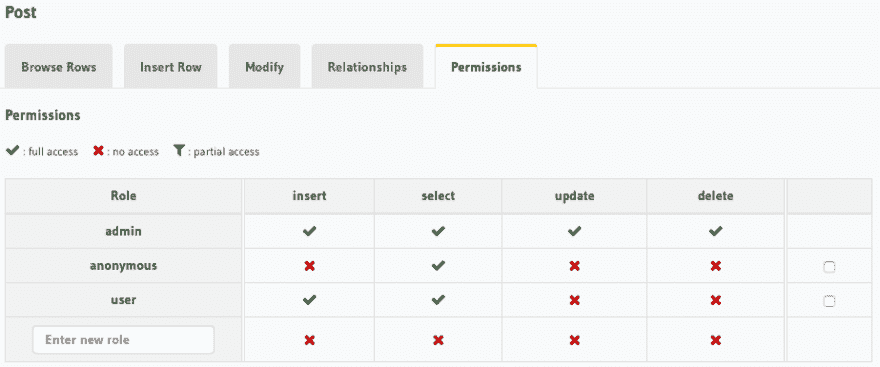 Post
Browse Rows Insert Row Modify Relationships Permissions
Permissions
: full access : no access : partial access
Role insert select update delete
admin
anonymous
user
Enter new role